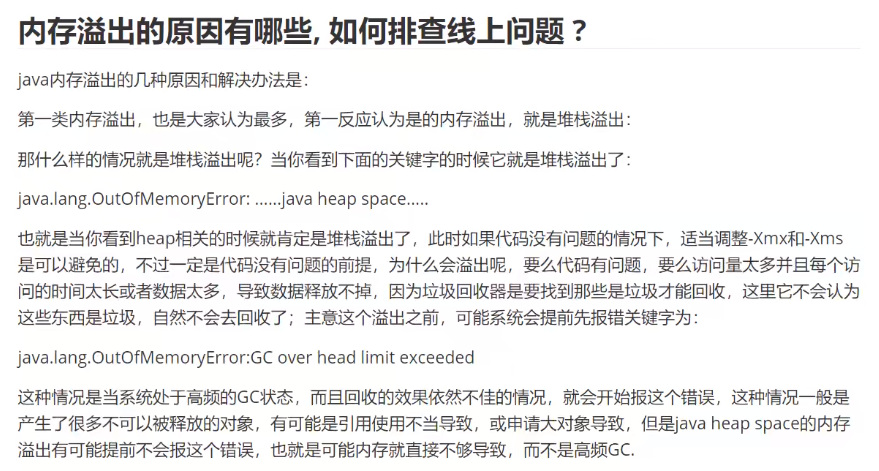 内存溢出的原因有哪些, 如何排查线上问题？
java内存溢出的几种原因和解决办法是：
第一类内存溢出，也是大家认为最多，第一反应认为是的内存溢出，就是堆栈溢出：
那什么样的情况就是堆栈溢出呢？当你看到下面的关键字的时候它就是堆栈溢出了：
java.lang.OutOfMemoryError: ......java heap space.....
也就是当你看到heap相关的时候就肯定是堆栈溢出了，此时如果代码没有问题的情况下，适当调整-Xmx和-Xms
是可以避免的，不过一定是代码没有问题的前提，为什么会溢出呢，要么代码有问题，要么访问量太多并且每个访
问的时间太长或者数据太多，导致数据释放不掉，因为垃圾回收器是要找到那些是垃圾才能回收，这里它不会认为
这些东西是垃圾，自然不会去回收了；主意这个溢出之前，可能系统会提前先报错关键字为：
java.lang.OutOfMemoryError:GC over head limit exceeded
这种情况是当系统处于高频的GC状态，而且回收的效果依然不佳的情况，就会开始报这个错误，这种情况一般是
产生了很多不可以被释放的对象，有可能是引用使用不当导致，或申请大对象导致，但是java heap space的内存
溢出有可能提前不会报这个错误，也就是可能内存就直接不够导致，而不是高频GC.